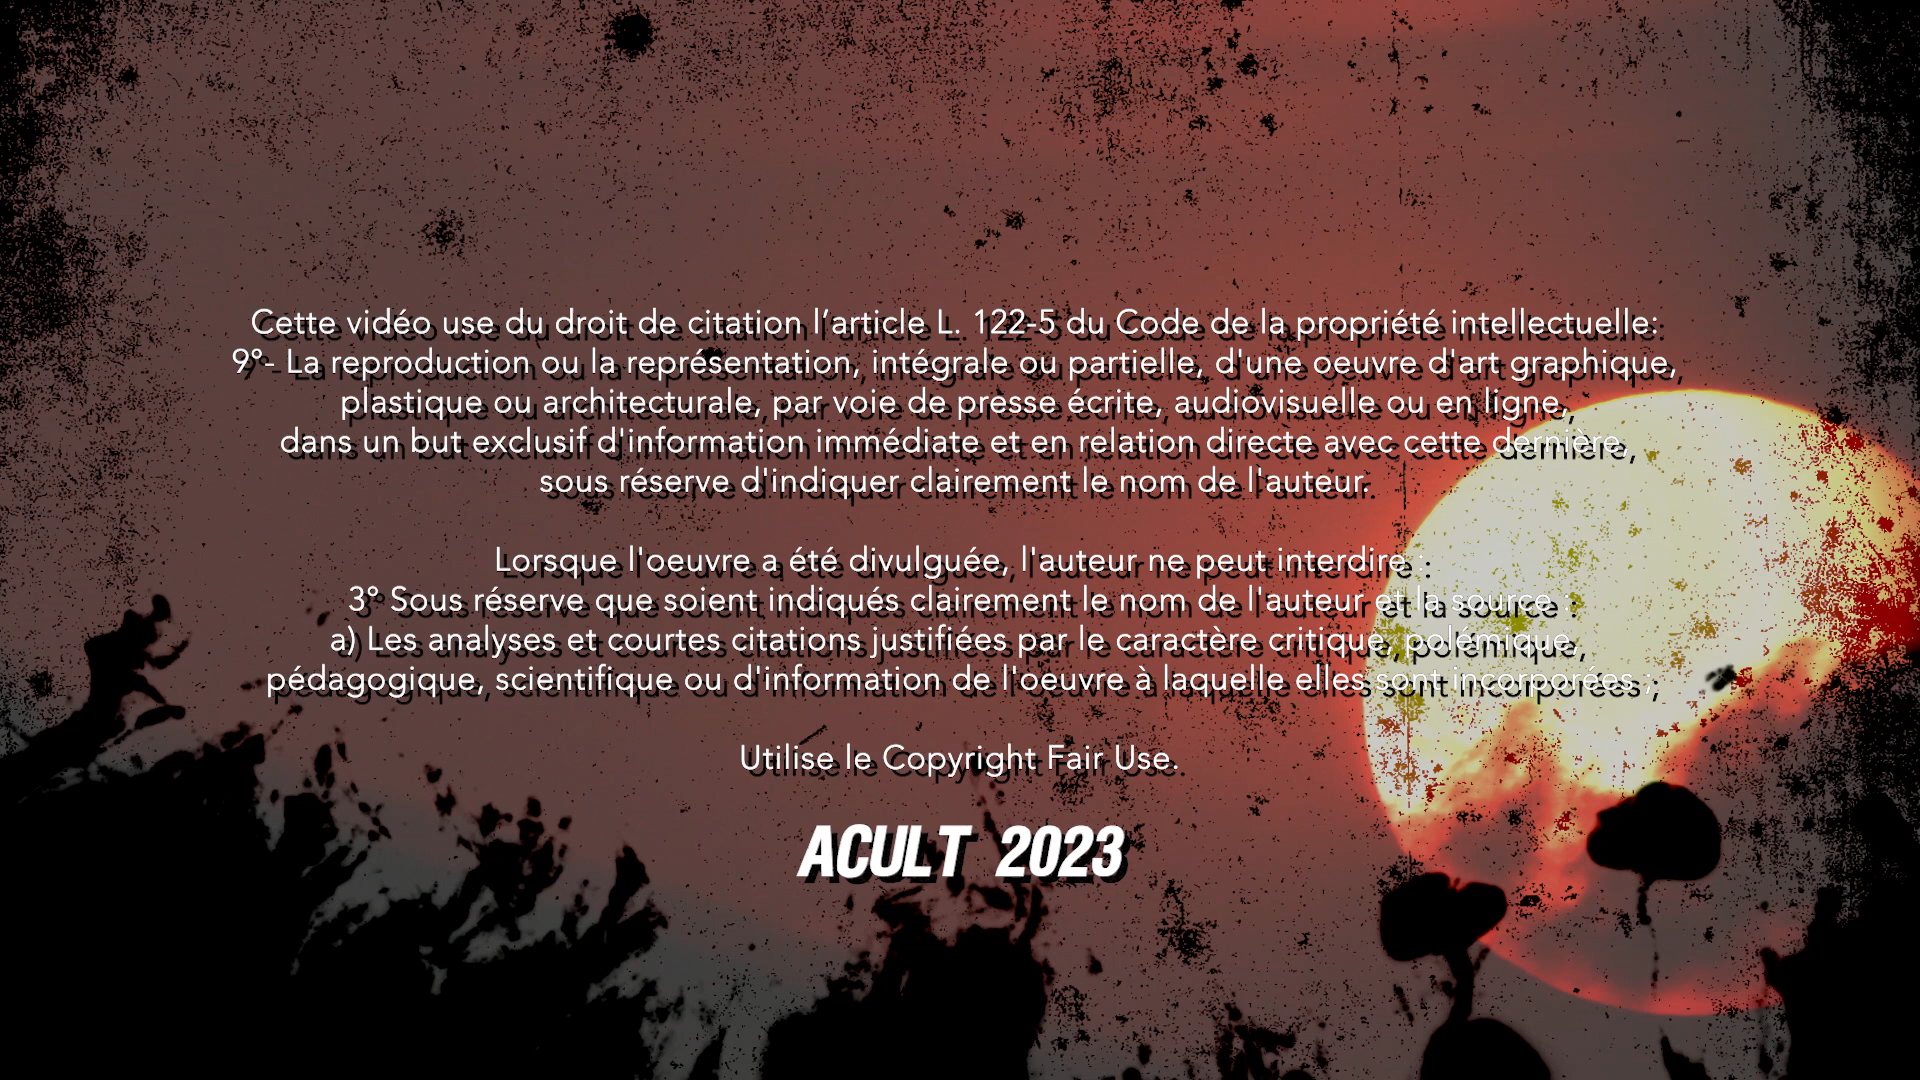 Cette vidéo use du droit de citation l’article L. 122-5 du Code de la propriété intellectuelle:
9°- La reproduction ou la représentation, intégrale ou partielle, d'une oeuvre d'art graphique,
plastique ou architecturale, par voie de presse écrite, audiovisuelle ou en ligne,
dans un but exclusif d'information immédiate et en relation directe avec cette dernière,
sous réserve d'indiquer clairement le nom de l'auteur.
Lorsque l'oeuvre a été divulguée, l'auteur ne peut interdire :
3° Sous réserve que soient indiqués clairement le nom de l'auteur et la source :
a) Les analyses et courtes citations justifiées par le caractère critique, polémique,
pédagogique, scientifique ou d'information de l'oeuvre à laquelle elles sont incorporées ;
Utilise le Copyright Fair Use.
ACULT 2023